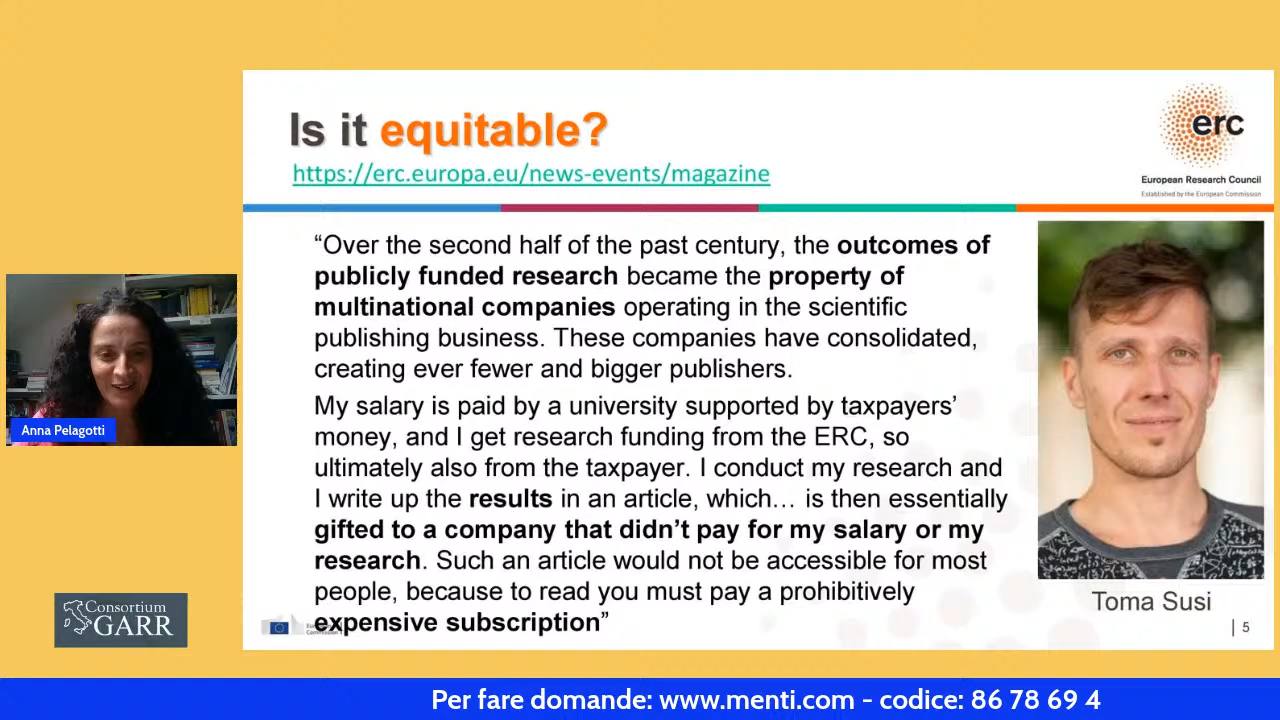 Is it equitable?
https://erc.europa.eu/news-events/magazine
erc
European Research Council
Established by the European Commission
“Over the second half of the past century, the outcomes of
publicly funded research became the property of
multinational companies operating in the scientific
publishing business. These companies have consolidated,
creating ever fewer and bigger publishers.
My salary is paid by a university supported by taxpayers’
money, and I get research funding from the ERC, so
ultimately also from the taxpayer. I conduct my research and
I write up the results in an article, which… is then essentially
gifted to a company that didn’t pay for my salary or my
research. Such an article would not be accessible for most
people, because to read you must pay a prohibitively
expensive subscription”
Toma Susi
| 5
Anna Pelagotti
Consortium
GARR
Per fare domande: www.menti.com - codice: 86 78 69 4